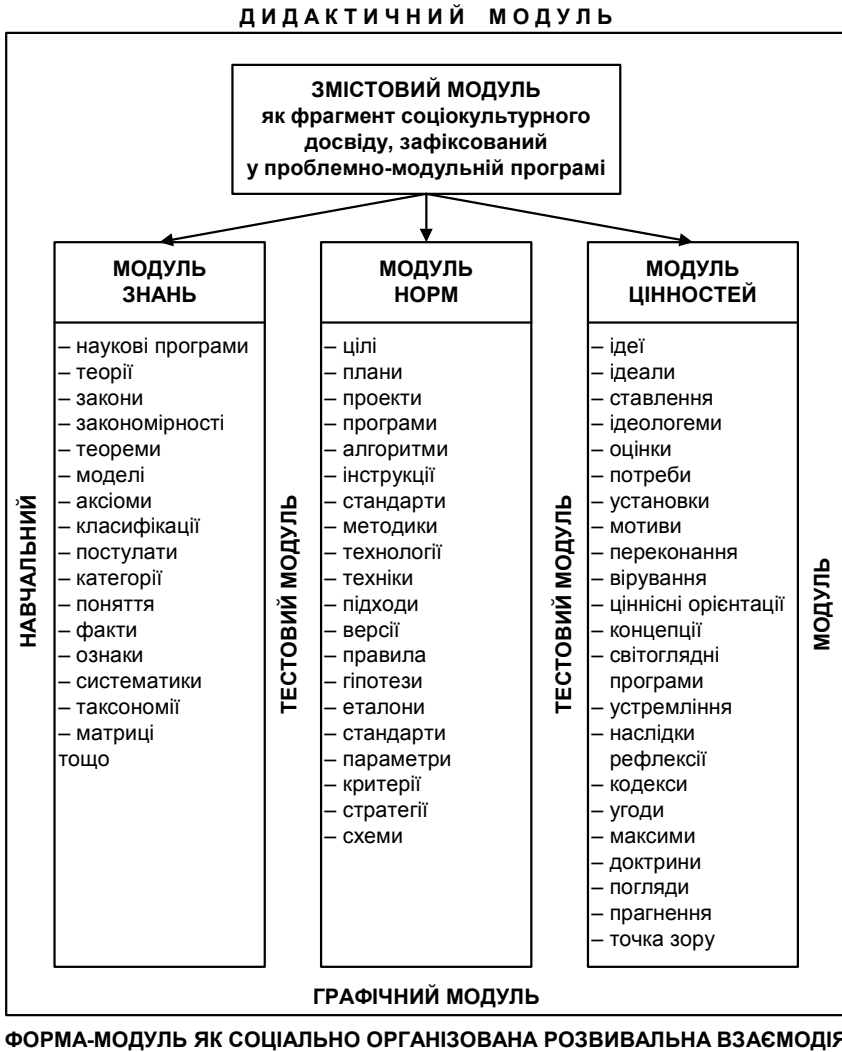 ДИДАКТИЧНИЙ МОДУЛЬ
ЗМІСТОВИЙ МОДУЛЬ
як фрагмент соціокультурного
досвіду, зафіксований
у проблемно-модульній програмі
НАВЧАЛЬНИЙ
МОДУЛЬ
ЗНАНЬ
– наукові програми
– теорії
– закони
– закономірності
– теореми
– моделі
– аксіоми
– класифікації
– постулати
– категорії
– поняття
– факти
– ознаки
– систематики
– таксономії
– матриці
тощо
ТЕСТОВИЙ МОДУЛЬ
МОДУЛЬ
НОРМ
– цілі
– плани
– проекти
– програми
– алгоритми
– інструкції
– стандарти
– методики
– технології
– техніки
– підходи
– версії
– правила
– гіпотези
– еталони
– стандарти
– параметри
– критерії
– стратегії
– схеми
ТЕСТОВИЙ МОДУЛЬ
МОДУЛЬ
ЦІННОСТЕЙ
– ідеї
– ідеали
– ставлення
– ідеологеми
– оцінки
– потреби
– установки
– мотиви
– переконання
– вірування
– ціннісні орієнтації
– концепції
– світоглядні
програми
– устремління
– наслідки
рефлексії
– кодекси
– угоди
– максими
– доктрини
– погляди
– прагнення
– точка зору
МОДУЛЬ
ГРАФІЧНИЙ МОДУЛЬ
ФОРМА-МОДУЛЬ ЯК СОЦІАЛЬНО ОРГАНІЗОВАНА РОЗВИВАЛЬНА ВЗАЄМОДІЯ